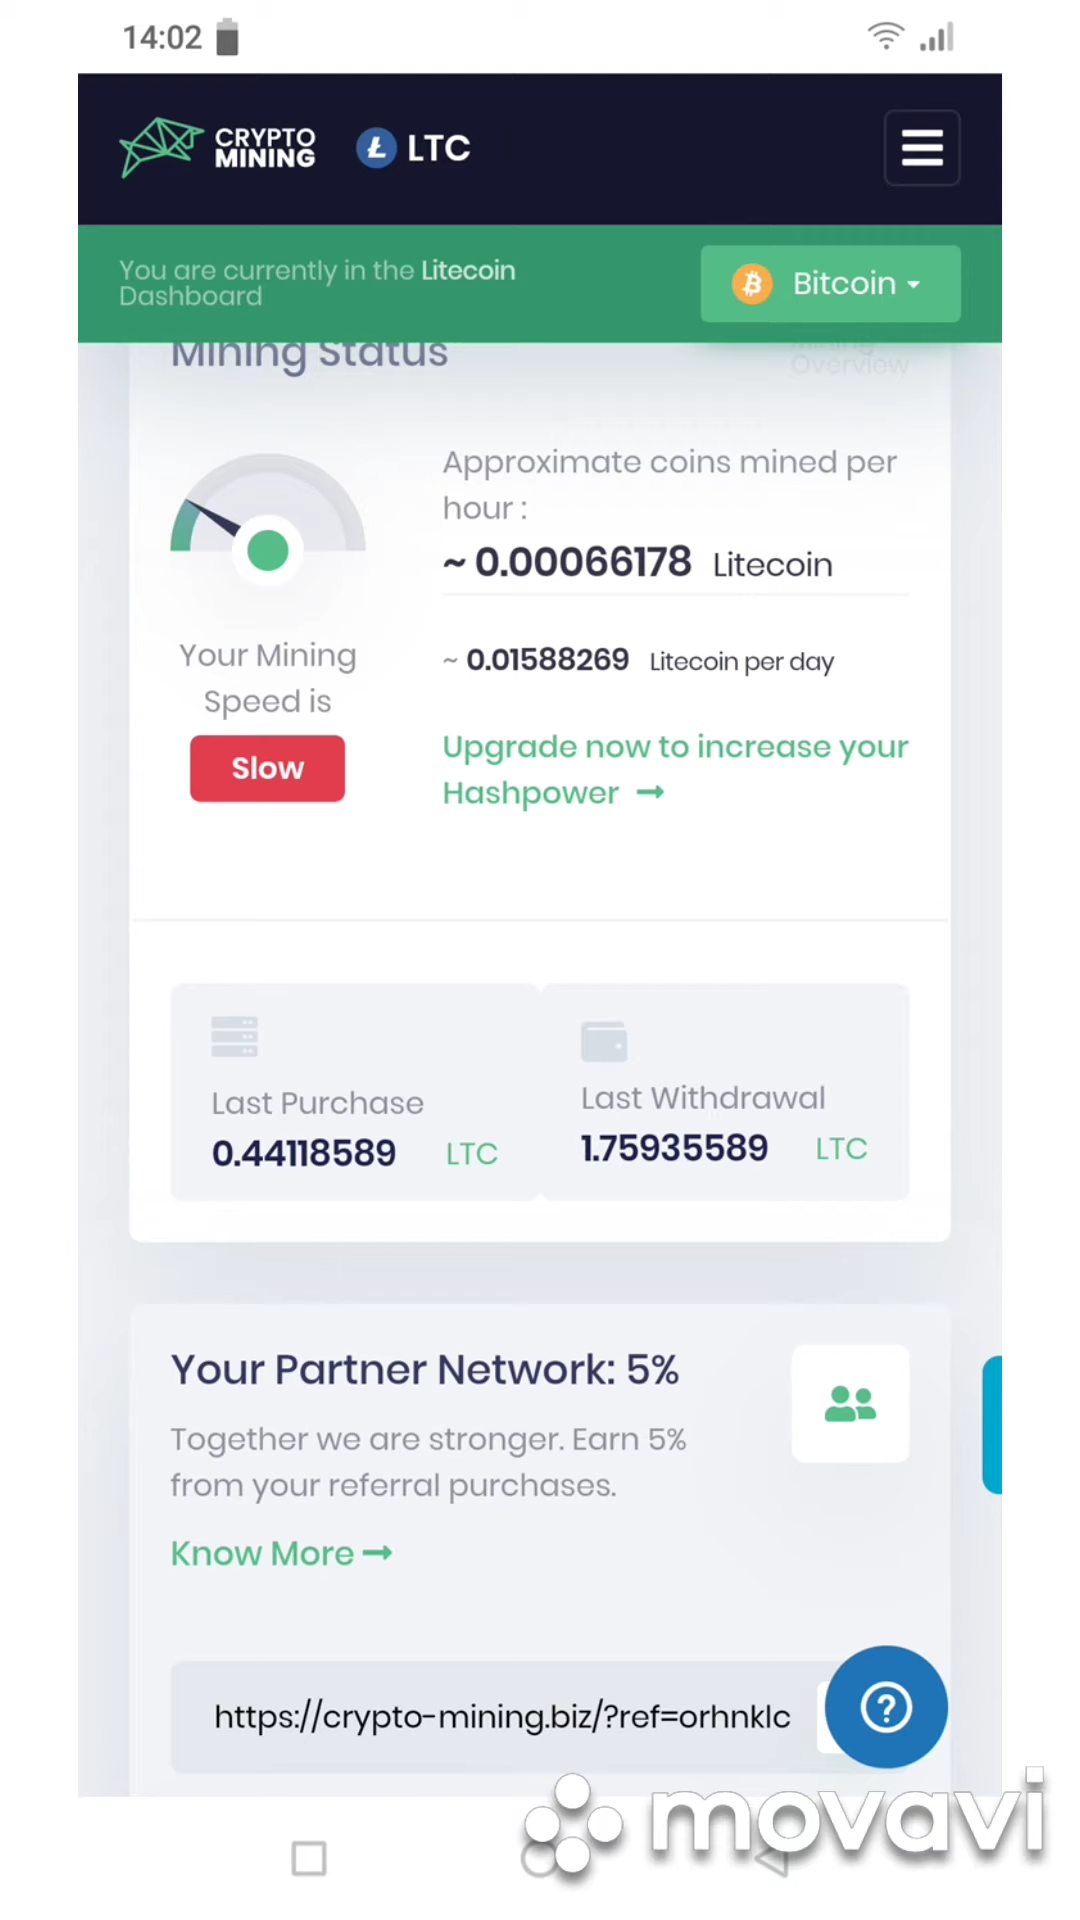 14:02
CRYPTO
MINING
LTC
You are currently in the Litecoin
Dashboard
Bitcoin
Mining Status
Mining
Overview
Approximate coins mined per
hour :
~ 0.00066178 Litecoin
~ 0.01588269 Litecoin per day
Your Mining
Speed is
Slow
Upgrade now to increase your
Hashpower →
Last Purchase
0.44118589 LTC
Last Withdrawal
1.75935589 LTC
Your Partner Network: 5%
Together we are stronger. Earn 5%
from your referral purchases.
Know More →
https://crypto-mining.biz/?ref=orhnklc
movavi